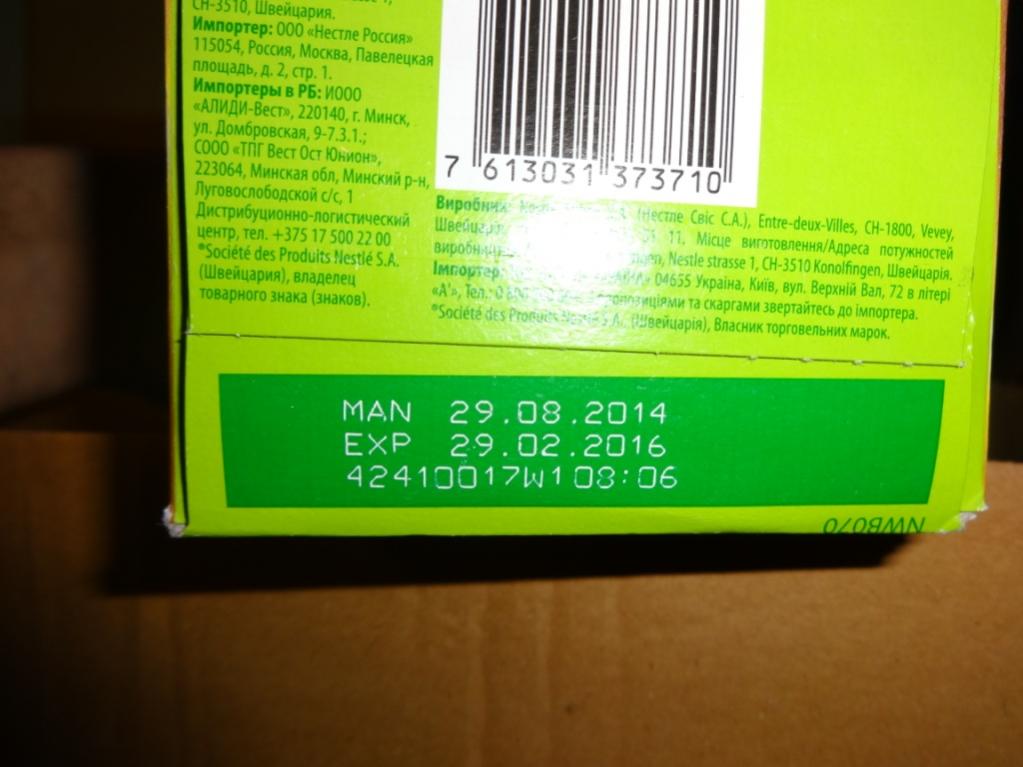 CH-3510, Швейцария.
Импортер: ООО «Нестле Россия»
115054, Россия, Москва, Павелецкая
площадь, д. 2, стр. 1.
Импортеры в РБ: ИООО
«АЛИДИ-Вест», 220140, г. Минск,
ул. Домбровская, 9-7.3.1.;
СООО «ТПГ Вест Ост Юнион»,
223064, Минская обл, Минский р-н,
Луговослободской с/с, 1
Дистрибуционно-логистический
центр, тел. +375 17 500 22 00
*Société des Produits Nestlé S.A.
(Швейцария), владелец
товарного знака (знаков).
7 613031 373710
Виробник: (Нестле Свіс С.А.), Entre-deux-Villes, CH-1800, Vevey,
11. Місце виготовлення/Адреса потужностей
Nestle strasse 1, CH-3510 Konolfingen, Швейцарія.
Імпортер: 04655 Україна, Київ, вул. Верхній Вал, 72 в літері
«А», Тел.: та скаргами звертайтесь до імпортера.
*Société des Produits Nestlé S.A. (Швейцарія), Власник торговельних марок.
MAN 29.08.2014
EXP 29.02.2016
42410017W1 08:06
NWB070